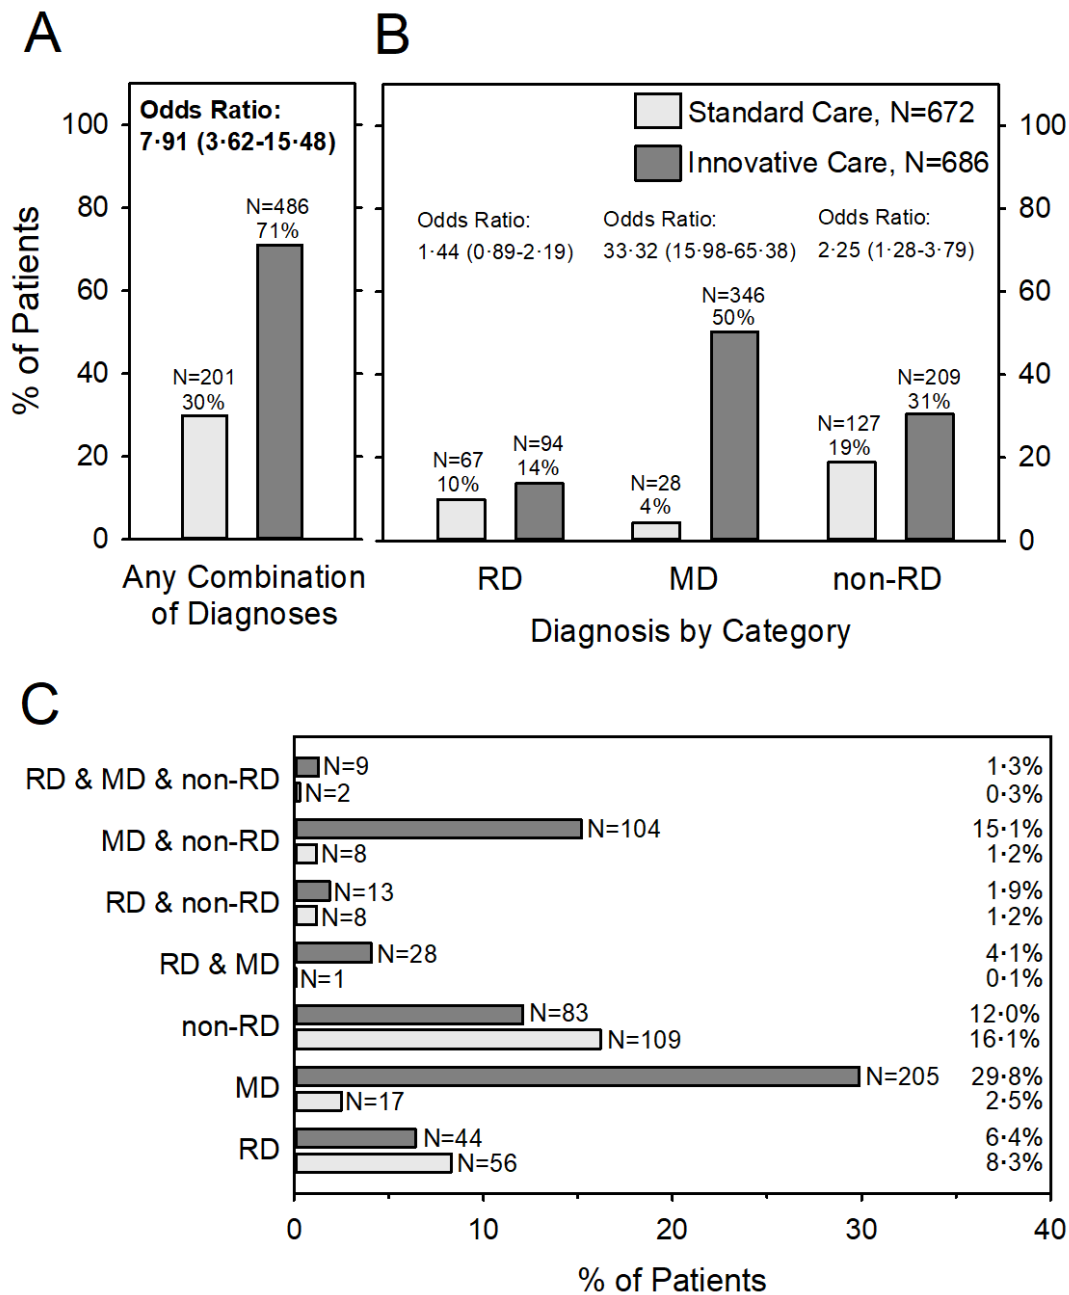 A
Odds Ratio:
7·91 (3·62-15·48)
% of Patients
100
80
60
40
20
0
N=201
30%
N=486
71%
Any Combination
of Diagnoses
B
Standard Care, N=672
Innovative Care, N=686
Odds Ratio:
1·44 (0·89-2·19)
Odds Ratio:
33·32 (15·98-65·38)
Odds Ratio:
2·25 (1·28-3·79)
N=67
10%
N=94
14%
N=28
4%
N=346
50%
N=127
19%
N=209
31%
100
80
60
40
20
0
RD MD non-RD
Diagnosis by Category
C
RD & MD & non-RD
N=9 1·3%
N=2 0·3%
MD & non-RD
N=104 15·1%
N=8 1·2%
RD & non-RD
N=13 1·9%
N=8 1·2%
RD & MD
N=28 4·1%
N=1 0·1%
non-RD
N=83 12·0%
N=109 16·1%
MD
N=205 29·8%
N=17 2·5%
RD
N=44 6·4%
N=56 8·3%
0 10 20 30 40
% of Patients